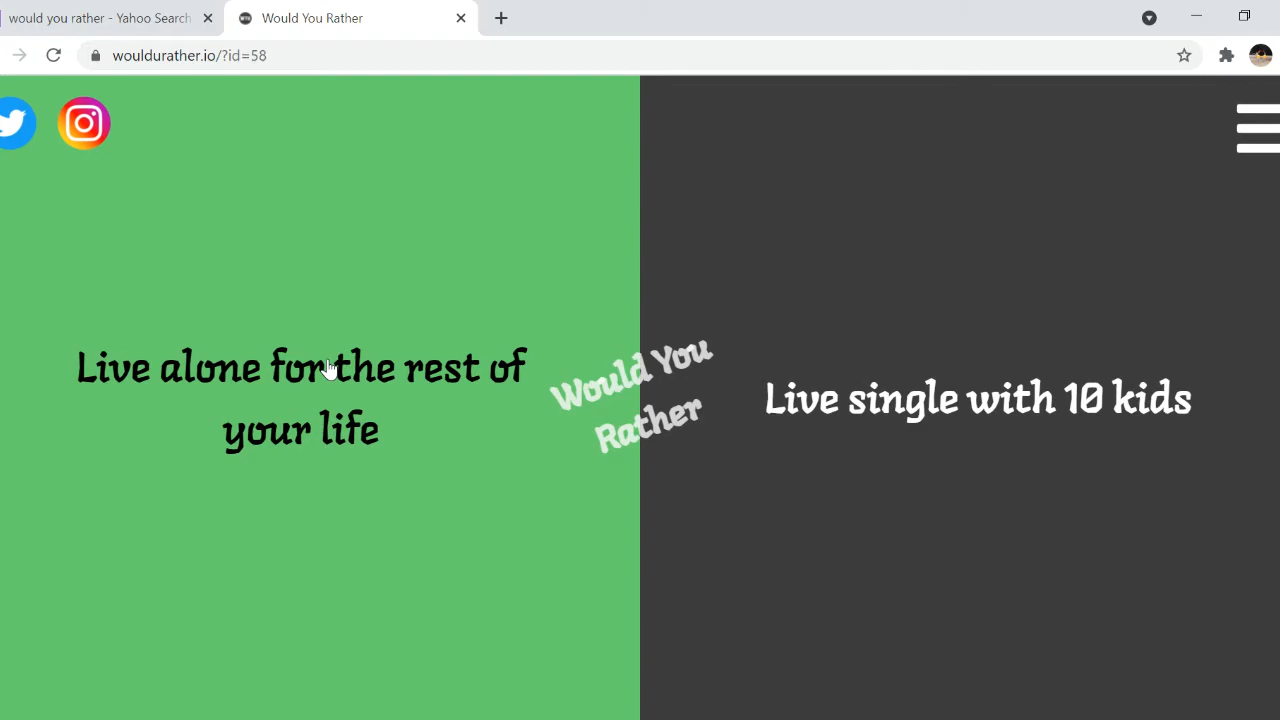 would you rather - Yahoo Search
Would You Rather
wouldurather.io/?id=58
Live alone for the rest of
your life
Would You
Rather
Live single with 10 kids